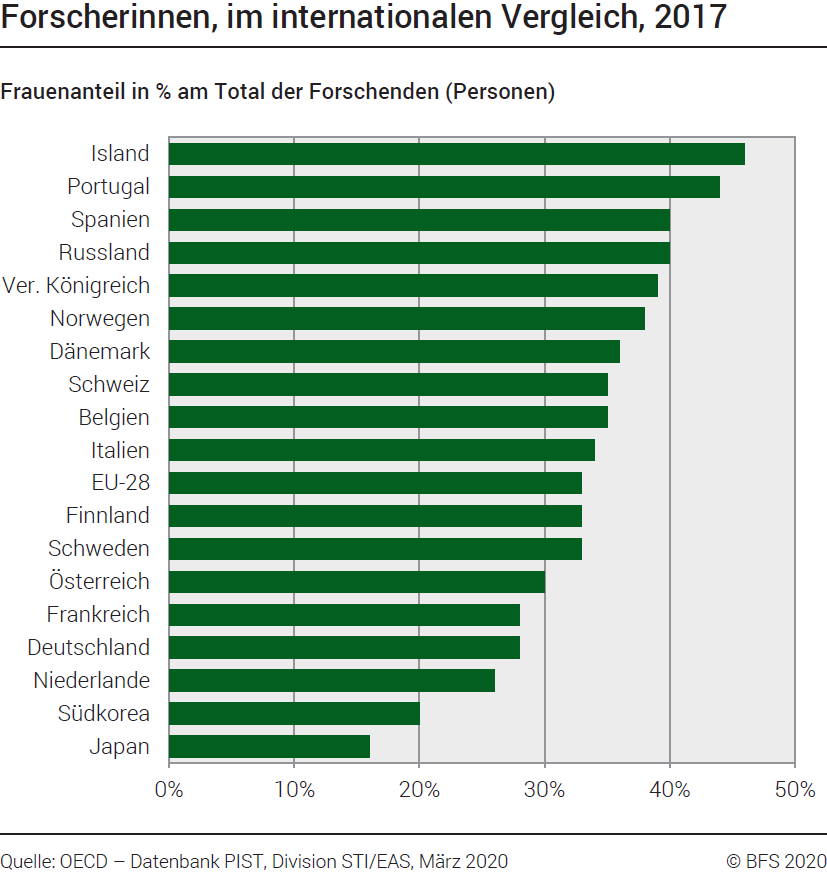 Forscherinnen, im internationalen Vergleich, 2017
Frauenanteil in % am Total der Forschenden (Personen)
Island
Portugal
Spanien
Russland
Ver. Königreich
Norwegen
Dänemark
Schweiz
Belgien
Italien
EU-28
Finnland
Schweden
Österreich
Frankreich
Deutschland
Niederlande
Südkorea
Japan
0% 10% 20% 30% 40% 50%
Quelle: OECD – Datenbank PIST, Division STI/EAS, März 2020 © BFS 2020